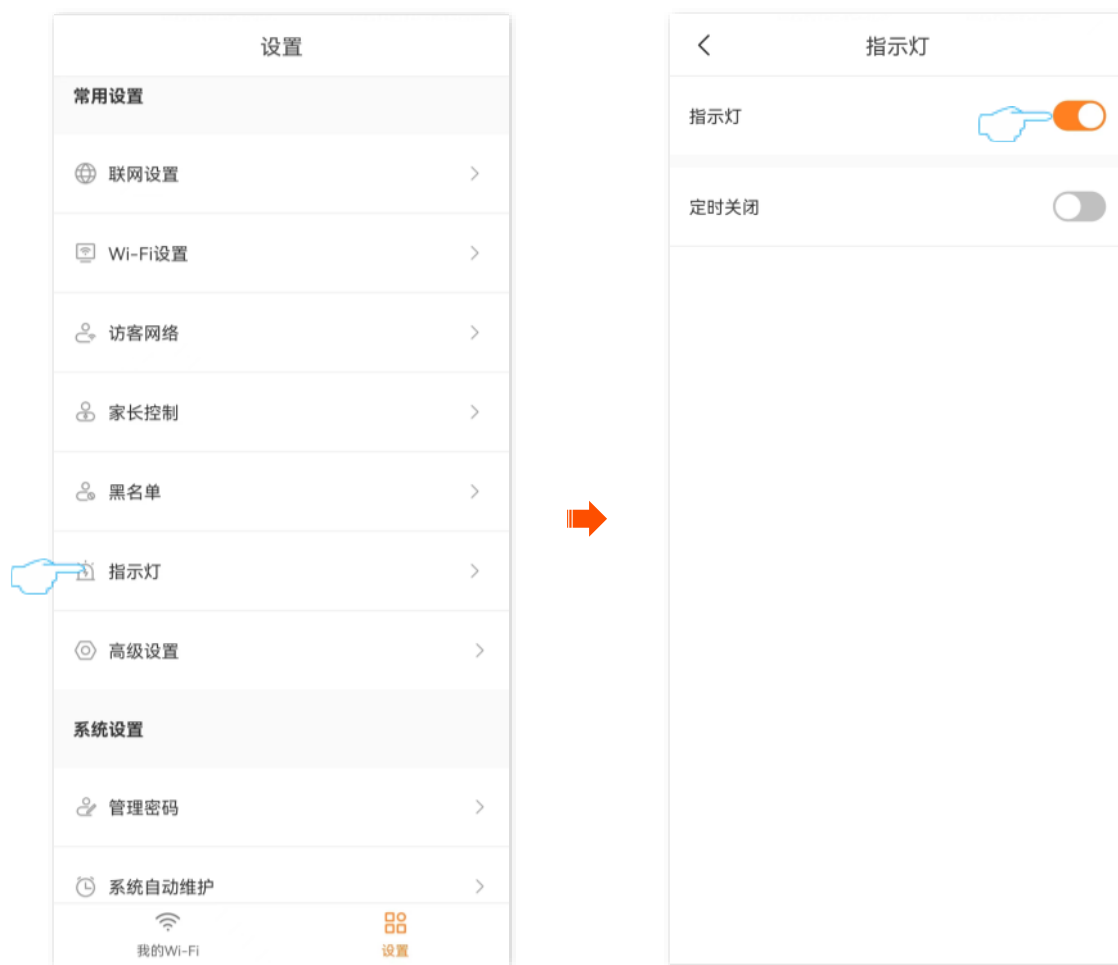 设置
常用设置
联网设置
Wi-Fi设置
访客网络
家长控制
黑名单
指示灯
高级设置
系统设置
管理密码
系统自动维护
我的Wi-Fi
设置
指示灯
指示灯
定时关闭